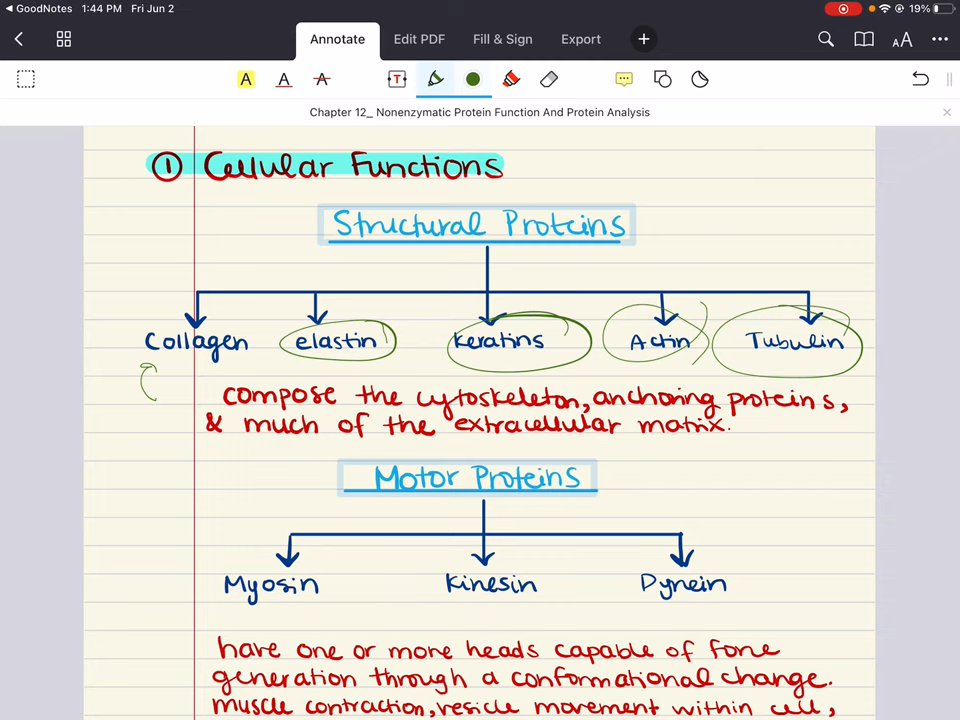 GoodNotes 1:44 PM Fri Jun 2 19%
Annotate Edit PDF Fill & Sign Export
Chapter 12_ Nonenzymatic Protein Function And Protein Analysis
① Cellular Functions
Structural Proteins
Collagen elastin keratins Actin Tubulin
compose the cytoskeleton, anchoring proteins,
& much of the extracellular matrix.
Motor Proteins
Myosin Kinesin Dynein
have one or more heads capable of force
generation through a conformational change.
muscle contraction, vesicle movement within cell,